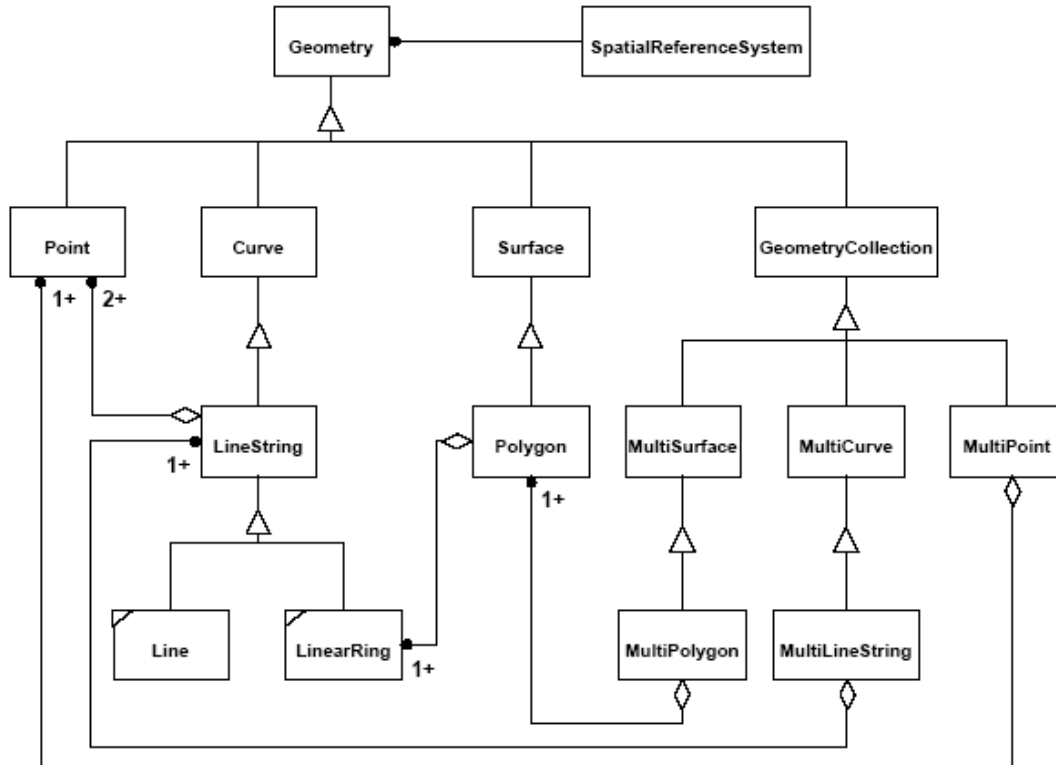 Geometry
SpatialReferenceSystem
Point
Curve
Surface
GeometryCollection
1+
2+
LineString
Polygon
MultiSurface
MultiCurve
MultiPoint
1+
1+
Line
LinearRing
1+
MultiPolygon
MultiLineString